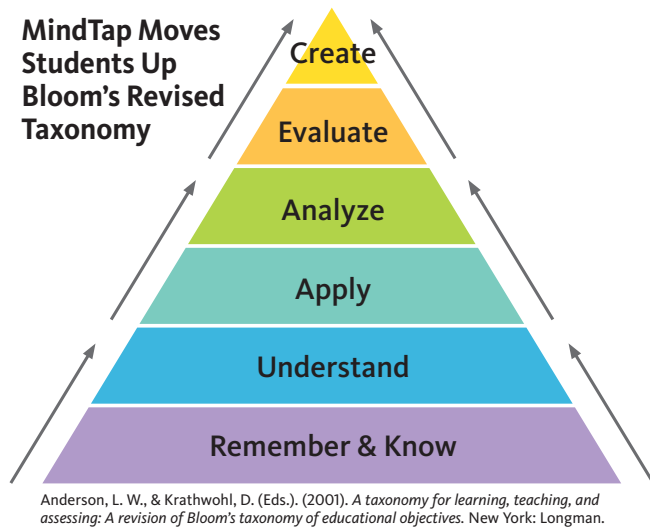 MindTap Moves
Students Up
Bloom's Revised
Taxonomy
Create
Evaluate
Analyze
Apply
Understand
Remember & Know
Anderson, L. W., & Krathwohl, D. (Eds.). (2001). A taxonomy for learning, teaching, and
assessing: A revision of Bloom's taxonomy of educational objectives. New York: Longman.